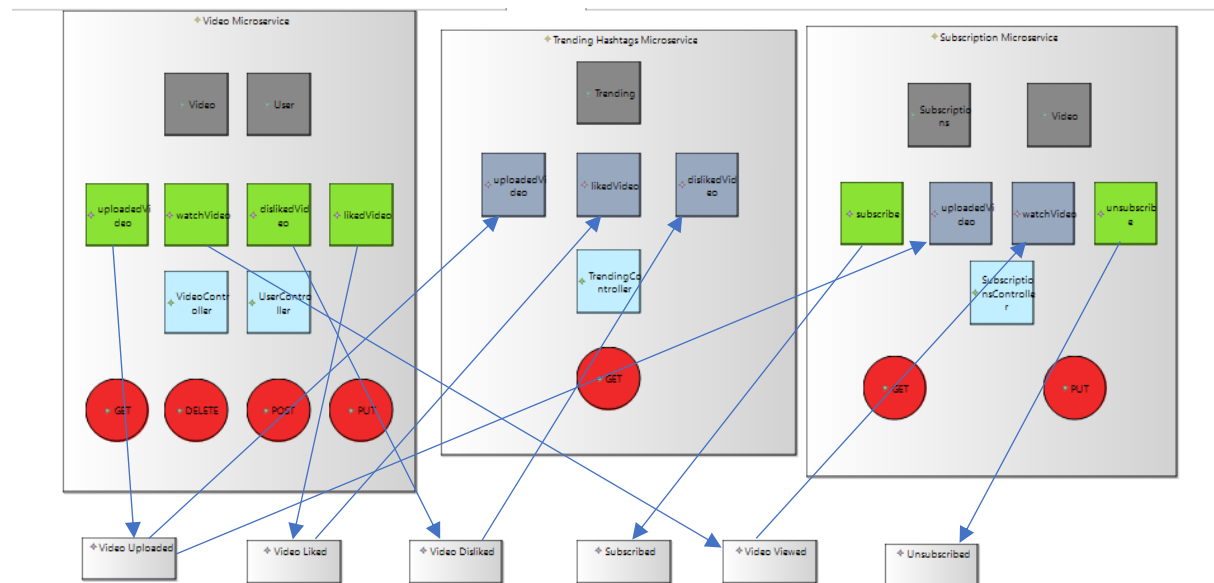 Video Microservice
Trending Hashtags Microservice
Subscription Microservice
Video
User
Trending
Subscriptio
ns
Video
uploadedVi
deo
watchVideo
dislikedVid
eo
likedVideo
uploadedVi
deo
likedVideo
dislikedVid
eo
subscribe
uploadedVi
deo
watchVideo
unsubscrib
e
VideoContr
oller
UserContro
ller
TrendingCo
ntroller
Subscriptio
nsControlle
r
GET
DELETE
POST
PUT
GET
GET
PUT
Video Uploaded
Video Liked
Video Disliked
Subscribed
Video Viewed
Unsubscribed